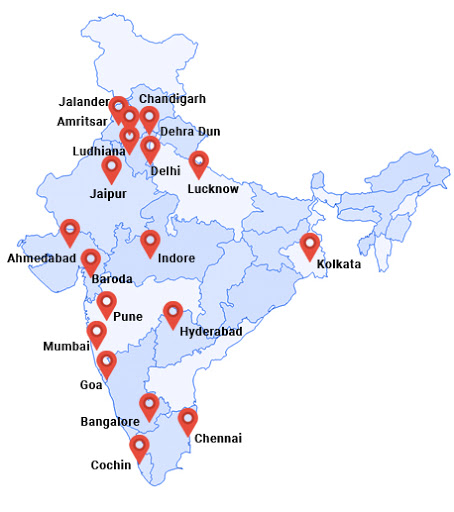 Chandigarh
Jalander
Amritsar
Dehra Dun
Ludhiana
Delhi
Lucknow
Jaipur
Ahmedabad
Indore
Kolkata
Baroda
Pune
Hyderabad
Mumbai
Goa
Bangalore
Chennai
Cochin